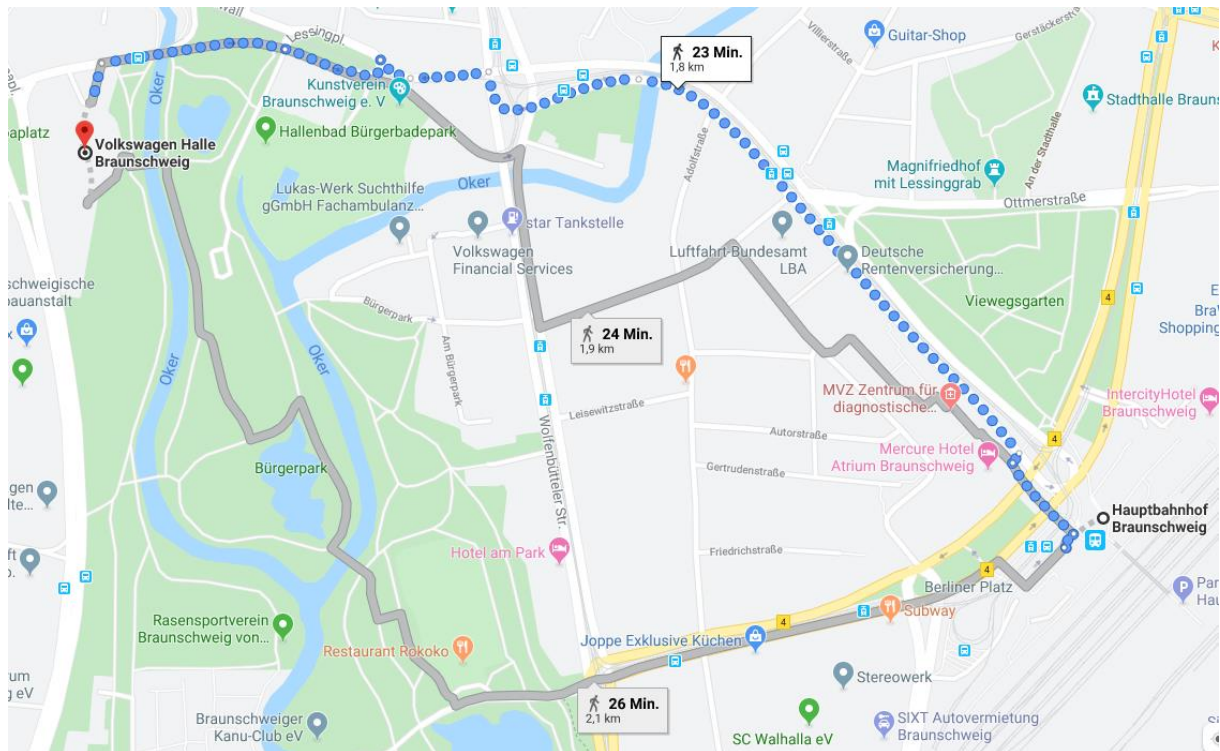 Lessingpl.
Guitar-Shop
Villierstraße
Gerstäckerstraße
23 Min.
1,8 km
Oker
Kunstverein
Braunschweig e. V
Stadthalle Brauns
Hallenbad Bürgerbadepark
Volkswagen Halle
Braunschweig
Adolfstraße
An der Stadthalle
Magnifriedhof
mit Lessinggrab
Lukas-Werk Suchthilfe
gGmbH Fachambulanz...
Oker
Ottmerstraße
star Tankstelle
Volkswagen
Financial Services
Luftfahrt-Bundesamt
LBA
Deutsche
Rentenversicherung...
Viewegsgarten
4
Bürgerpark
24 Min.
1,9 km
Am Bürgerpark
Oker
Oker
Shopping
MVZ Zentrum für
diagnostische...
IntercityHotel
Braunschweig
Leisewitzstraße
Autorstraße
4
Mercure Hotel
Atrium Braunschweig
Gertrudenstraße
Wolfenbütteler Str.
Bürgerpark
Hauptbahnhof
Braunschweig
Hotel am Park
Friedrichstraße
4
Berliner Platz
Subway
4
Joppe Exklusive Küchen
Rasensportverein
Braunschweig von...
Restaurant Rokoko
Stereowerk
26 Min.
2,1 km
Braunschweiger
Kanu-Club eV
SC Walhalla eV
SIXT Autovermietung
Braunschweig